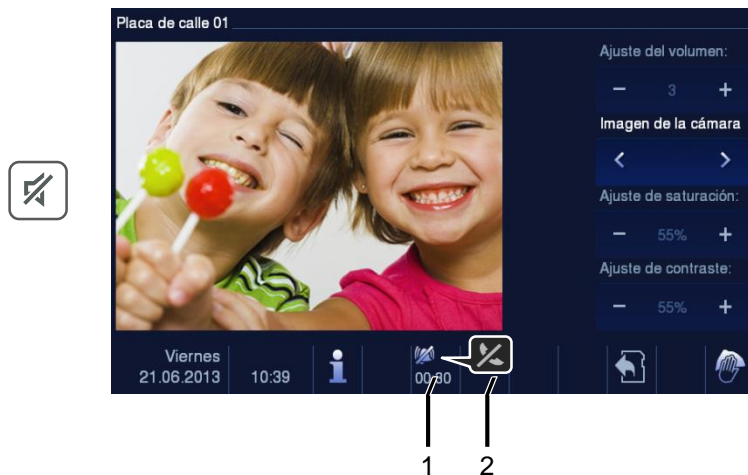 Placa de calle 01
Ajuste del volumen:
− 3 +
Imagen de la cámara
< >
Ajuste de saturación:
− 55% +
Ajuste de contraste:
− 55% +
Viernes
21.06.2013
10:39
00:30
1 2